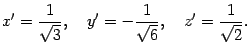 x′ = 1/√3,  y′ = −1/√6,  z′ = 1/√2.